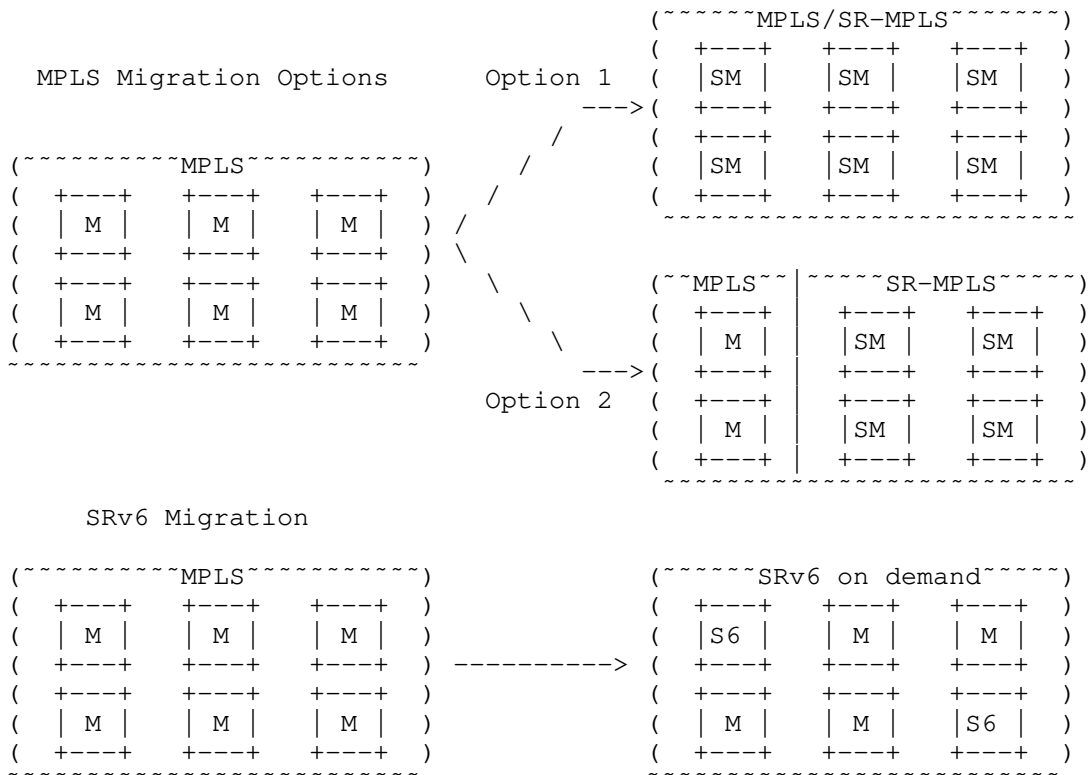 MPLS/SR-MPLS
MPLS Migration Options Option 1 SM SM SM
MPLS
SM SM SM
M M M
MPLS SR-MPLS
M M M M SM SM
Option 2
M SM SM
SRv6 Migration
MPLS SRv6 on demand
M M M S6 M M
M M M M M S6